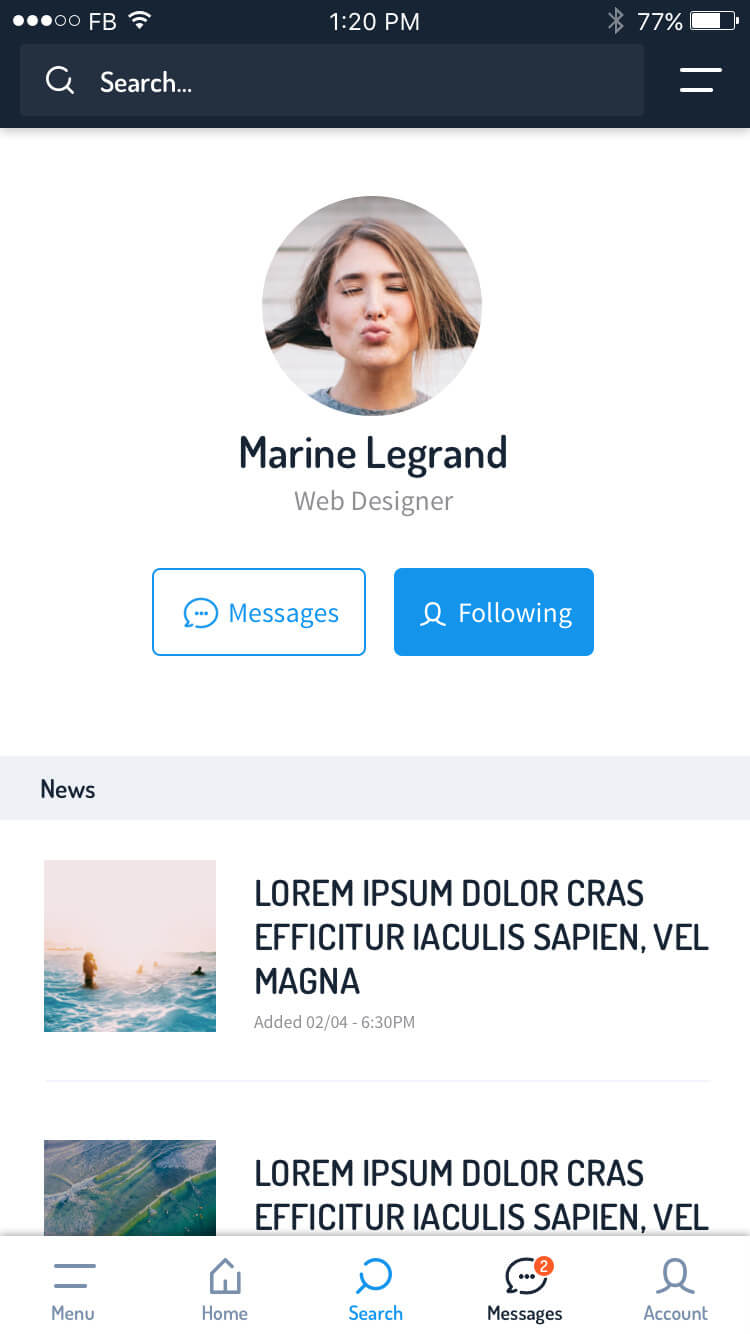 FB 1:20 PM 77%
Search...
Marine Legrand
Web Designer
Messages Following
News
LOREM IPSUM DOLOR CRAS
EFFICITUR IACULIS SAPIEN, VEL
MAGNA
Added 02/04 - 6:30PM
LOREM IPSUM DOLOR CRAS
EFFICITUR IACULIS SAPIEN, VEL
2
Menu Home Search Messages Account